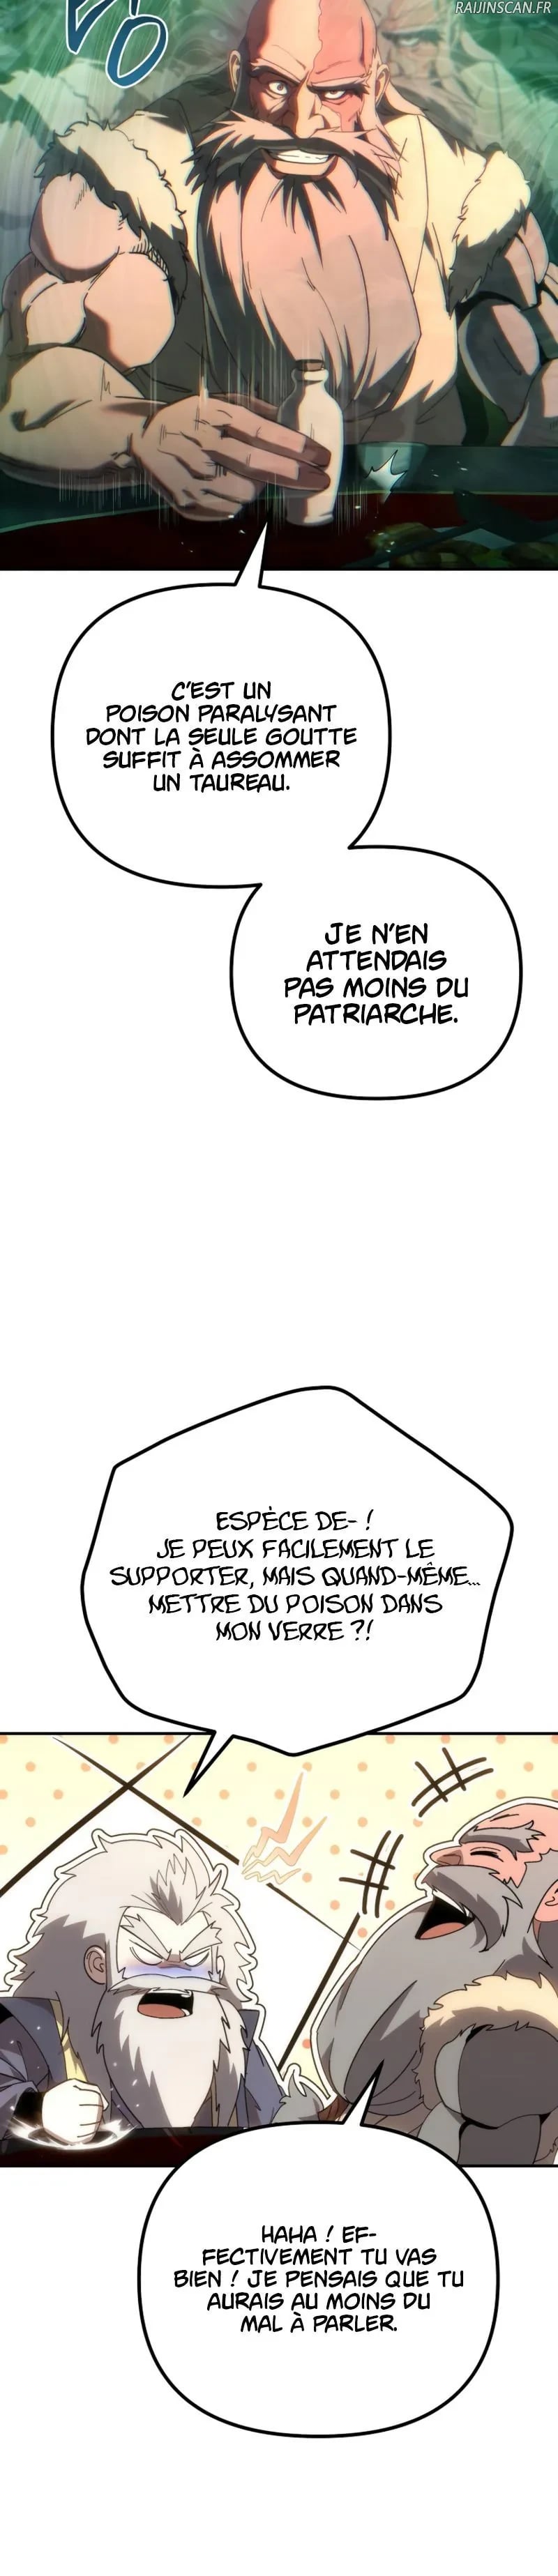 RAIJINSCAN.FR
C'EST UN
POISON PARALYSANT
DONT LA SEULE GOUTTE
SUFFIT À ASSOMMER
UN TAUREAU.
JE N'EN
ATTENDAIS
PAS MOINS DU
PATRIARCHE.
ESPÈCE DE- !
JE PEUX FACILEMENT LE
SUPPORTER, MAIS QUAND-MÊME...
METTRE DU POISON DANS
MON VERRE ?!
HAHA ! EF-
FECTIVEMENT TU VAS
BIEN ! JE PENSAIS QUE TU
AURAIS AU MOINS DU
MAL À PARLER.